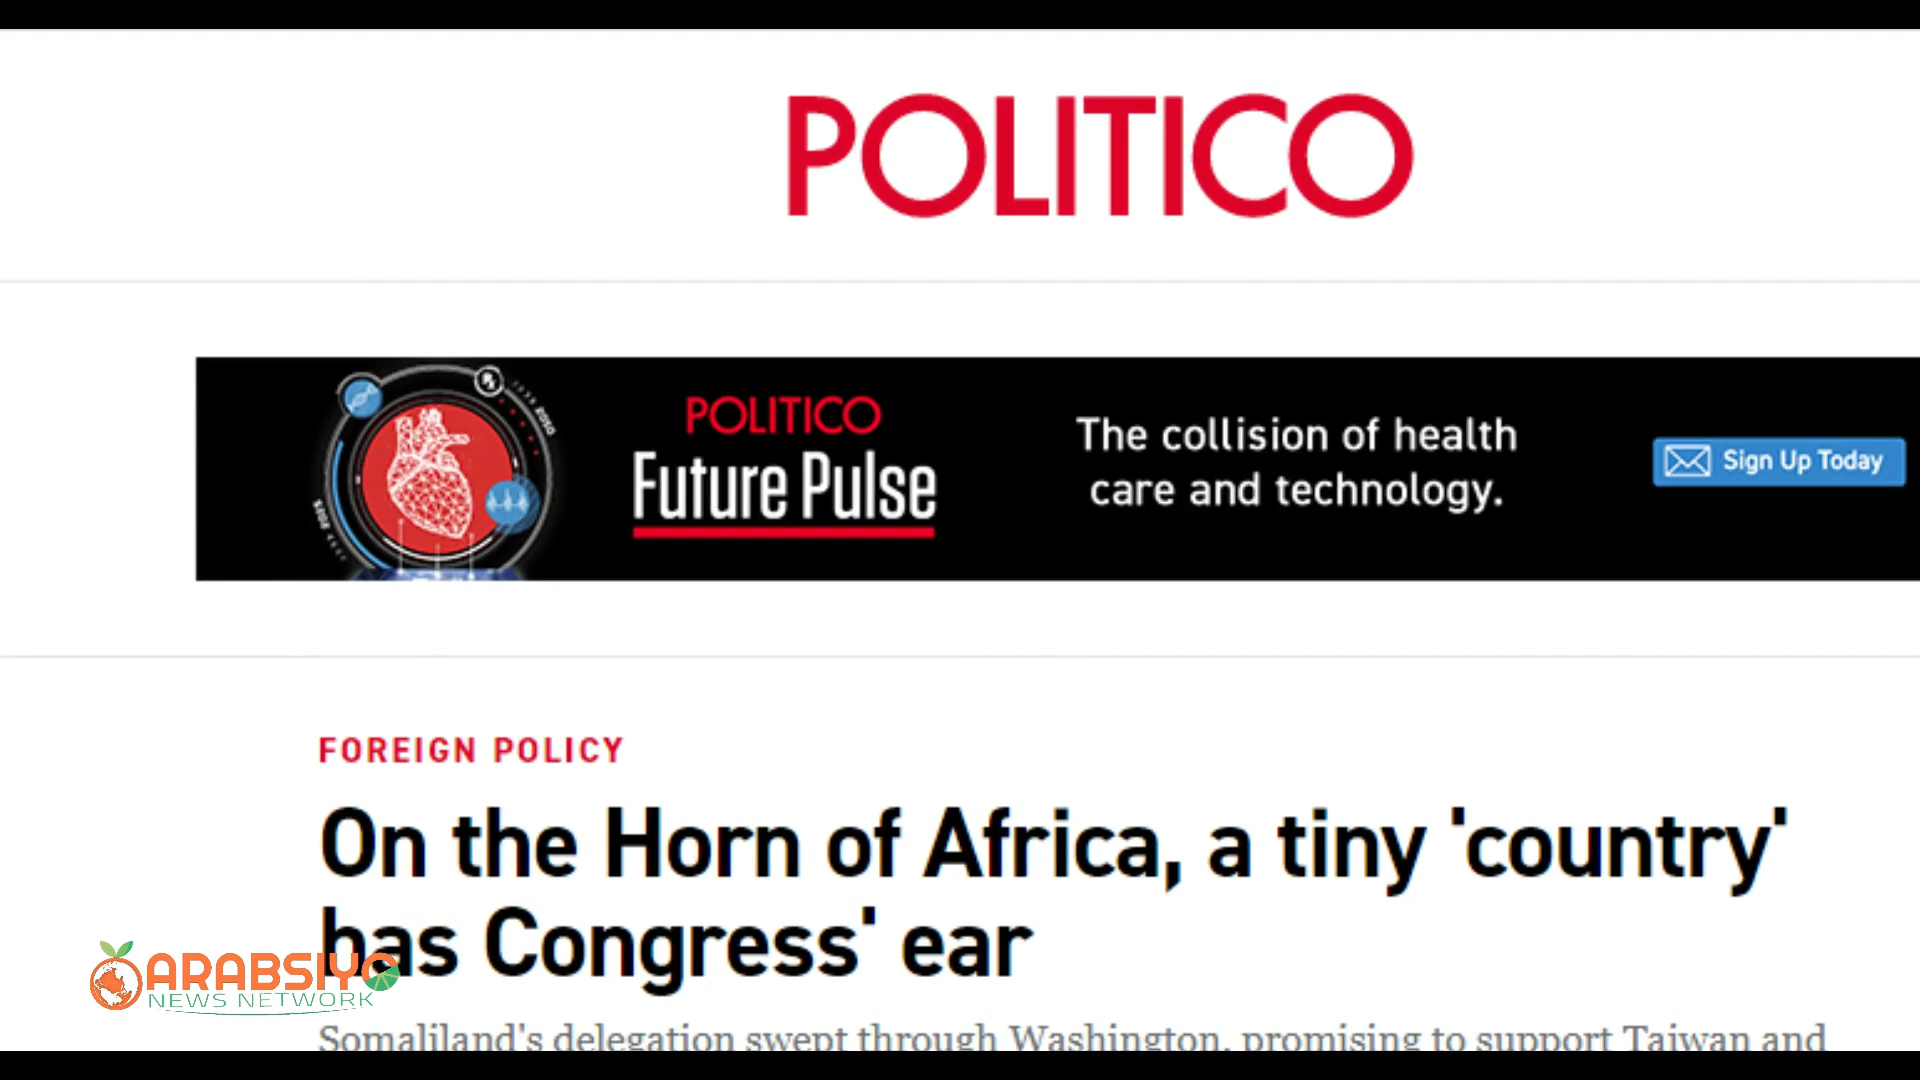 POLITICO
POLITICO
Future Pulse
The collision of health
care and technology.
Sign Up Today
FOREIGN POLICY
On the Horn of Africa, a tiny 'country'
has Congress' ear
ARABSIYO
NEWS NETWORK
Somaliland's delegation swept through Washington, promising to support Taiwan and